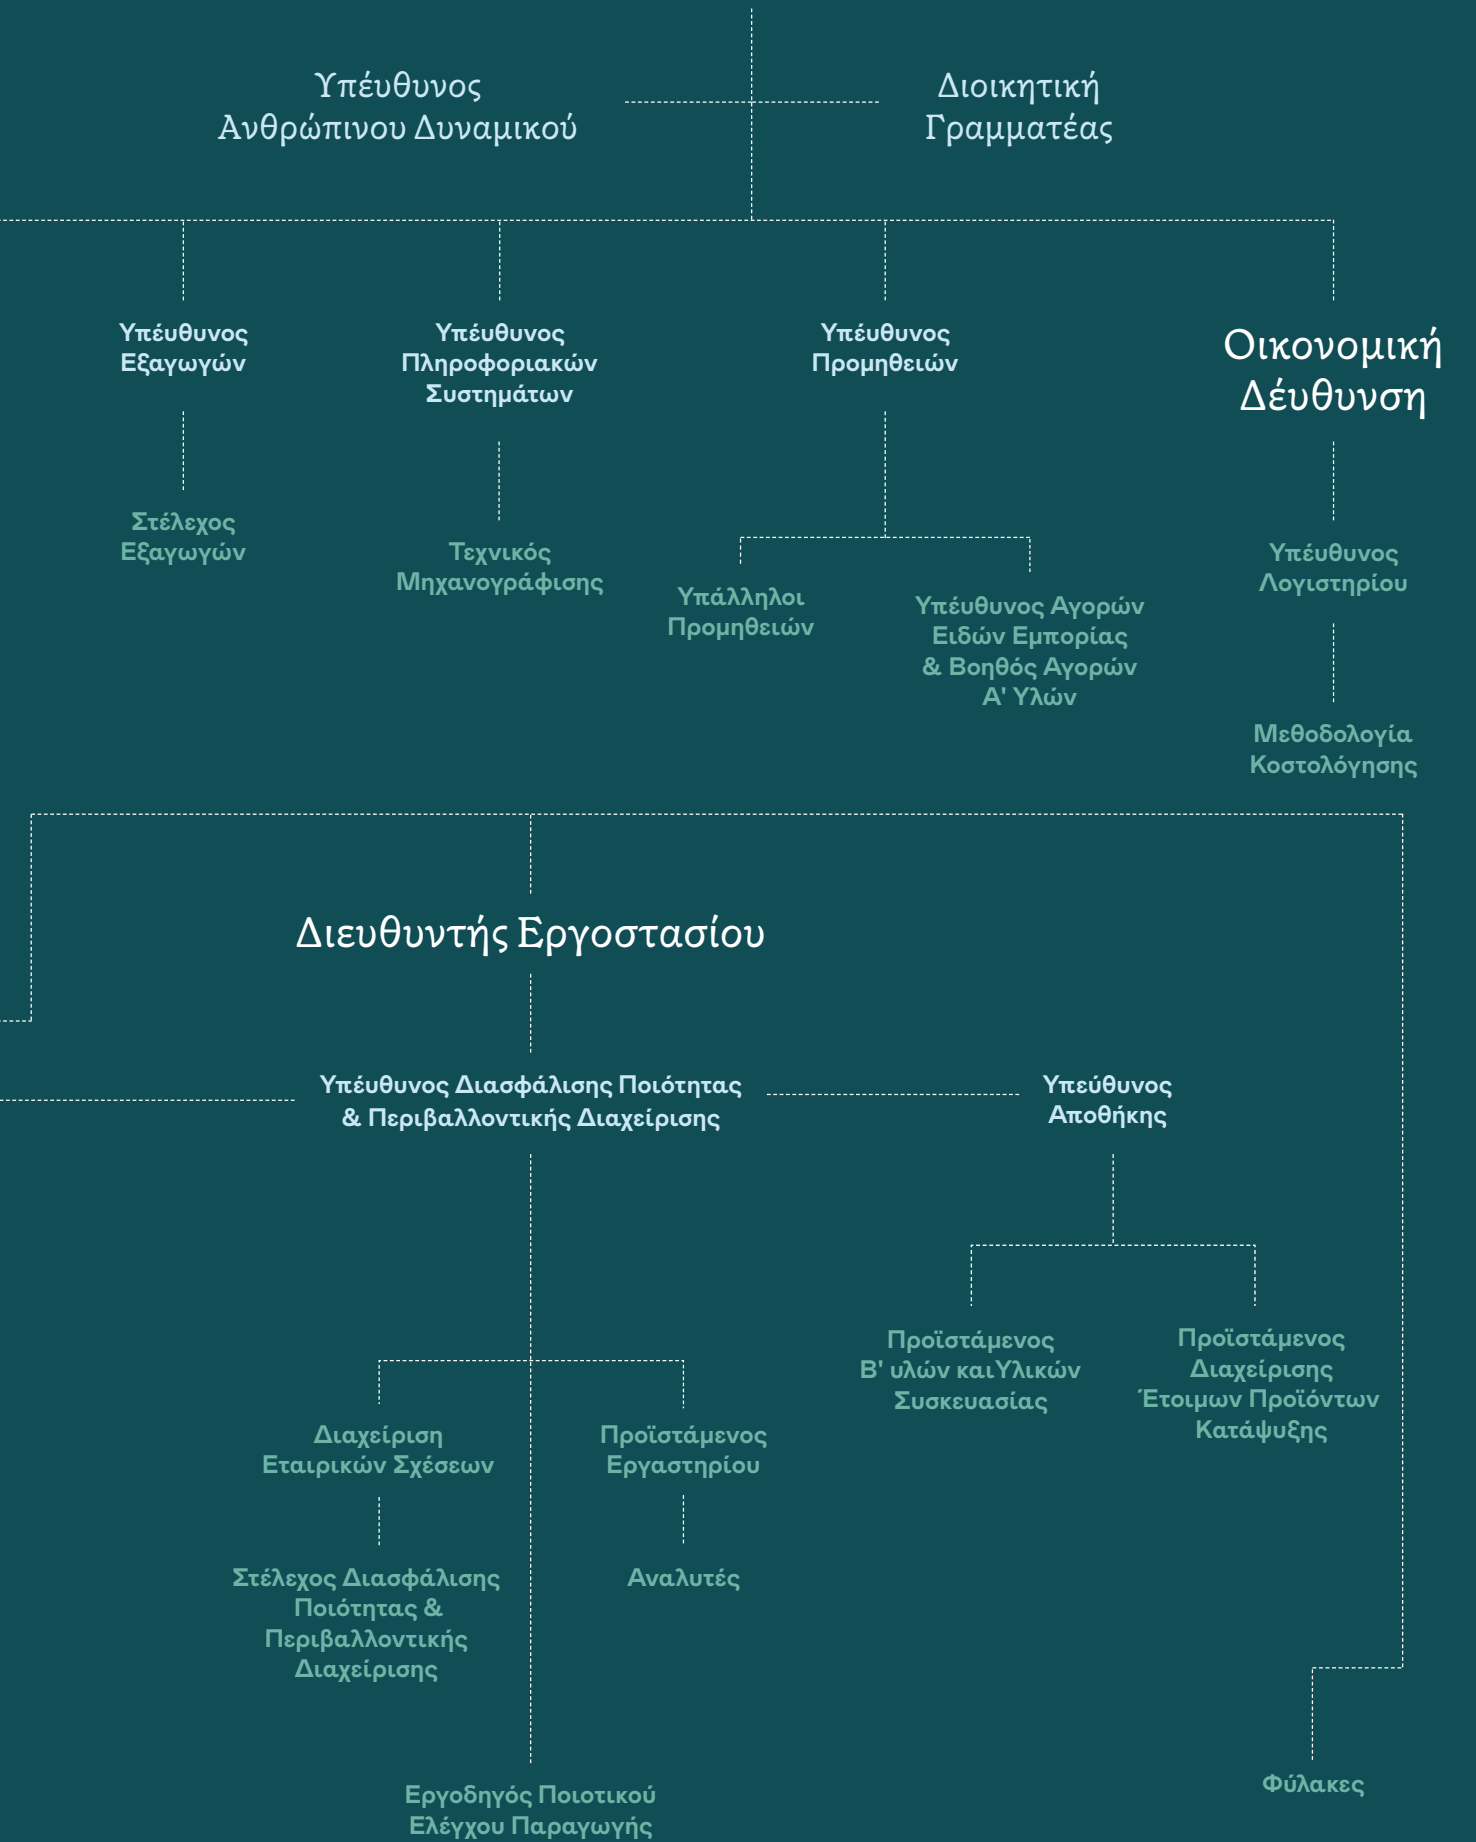 Υπέυθυνος
Ανθρώπινου Δυναμικού
Διοικητική
Γραμματέας
Υπέυθυνος
Εξαγωγών
Υπέυθυνος
Πληροφοριακών
Συστημάτων
Υπέυθυνος
Προμηθειών
Οικονομική
Δέυθυνση
Στέλεχος
Εξαγωγών
Τεχνικός
Μηχανογράφισης
Υπάλληλοι
Προμηθειών
Υπέυθυνος Αγορών
Ειδών Εμπορίας
& Βοηθός Αγορών
Α' Υλών
Υπέυθυνος
Λογιστηρίου
Μεθοδολογία
Κοστολόγησης
Διευθυντής Εργοστασίου
Υπέυθυνος Διασφάλισης Ποιότητας
& Περιβαλλοντικής Διαχείρισης
Υπεύθυνος
Αποθήκης
Προϊστάμενος
Β' υλών καιΥλικών
Συσκευασίας
Προϊστάμενος
Διαχείρισης
Έτοιμων Προϊόντων
Κατάψυξης
Διαχείριση
Εταιρικών Σχέσεων
Προϊστάμενος
Εργαστηρίου
Στέλεχος Διασφάλισης
Ποιότητας &
Περιβαλλοντικής
Διαχείρισης
Αναλυτές
Εργοδηγός Ποιοτικού
Ελέγχου Παραγωγής
Φύλακες